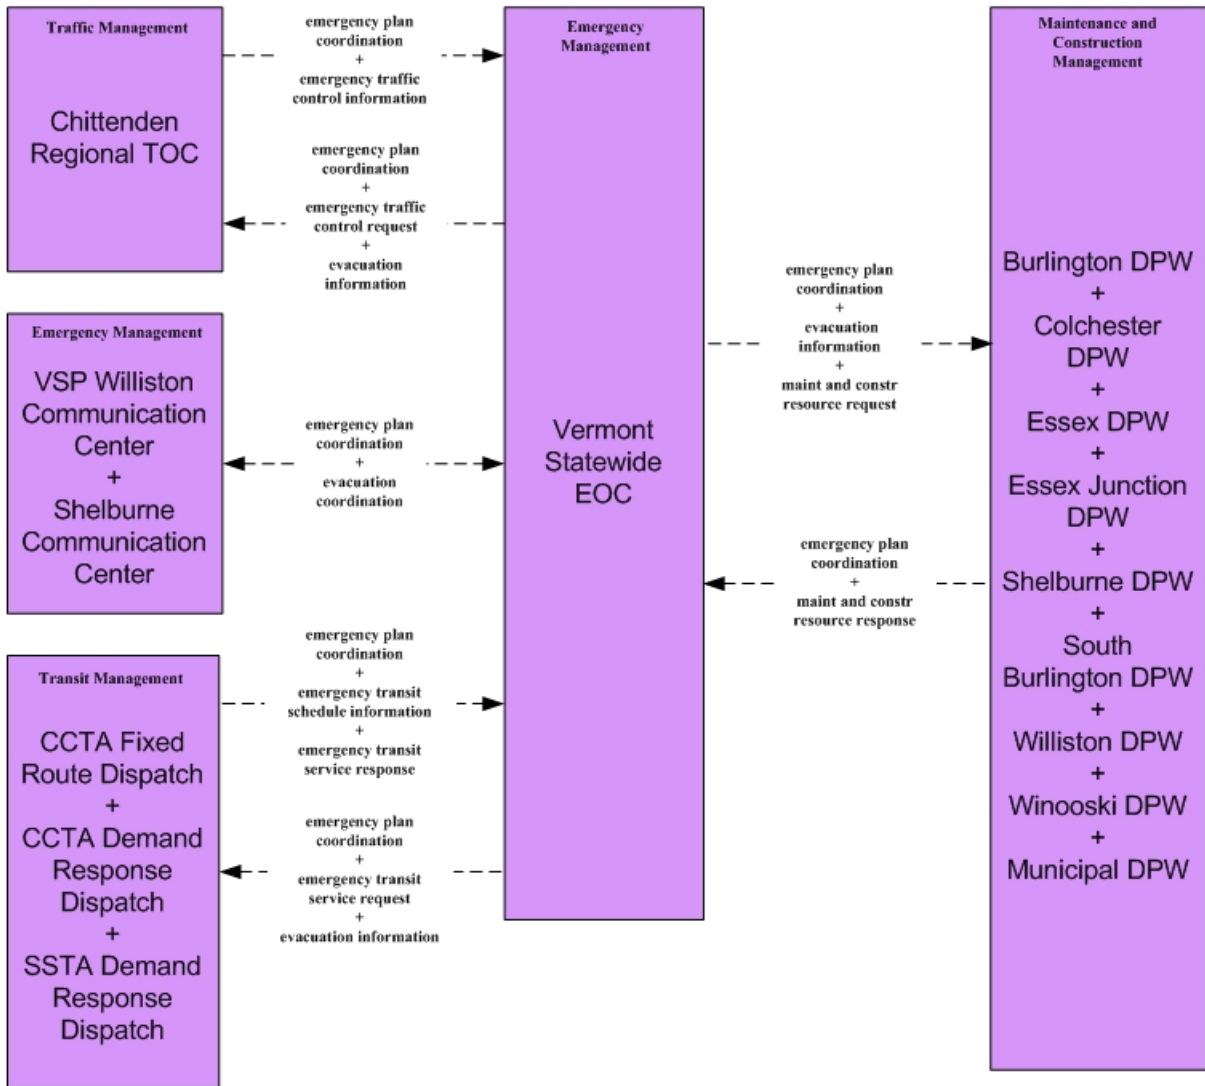 Traffic Management
Chittenden
Regional TOC
emergency plan
coordination
+
emergency traffic
control information
emergency plan
coordination
+
emergency traffic
control request
+
evacuation
information
Emergency Management
VSP Williston
Communication
Center
+
Shelburne
Communication
Center
emergency plan
coordination
+
evacuation
coordination
Transit Management
CCTA Fixed
Route Dispatch
+
CCTA Demand
Response
Dispatch
+
SSTA Demand
Response
Dispatch
emergency plan
coordination
+
emergency transit
schedule information
+
emergency transit
service response
emergency plan
coordination
+
emergency transit
service request
+
evacuation information
Emergency
Management
Vermont
Statewide
EOC
emergency plan
coordination
+
evacuation
information
+
maint and constr
resource request
emergency plan
coordination
+
maint and constr
resource response
Maintenance and
Construction
Management
Burlington DPW
+
Colchester
DPW
+
Essex DPW
+
Essex Junction
DPW
+
Shelburne DPW
+
South
Burlington DPW
+
Williston DPW
+
Winooski DPW
+
Municipal DPW